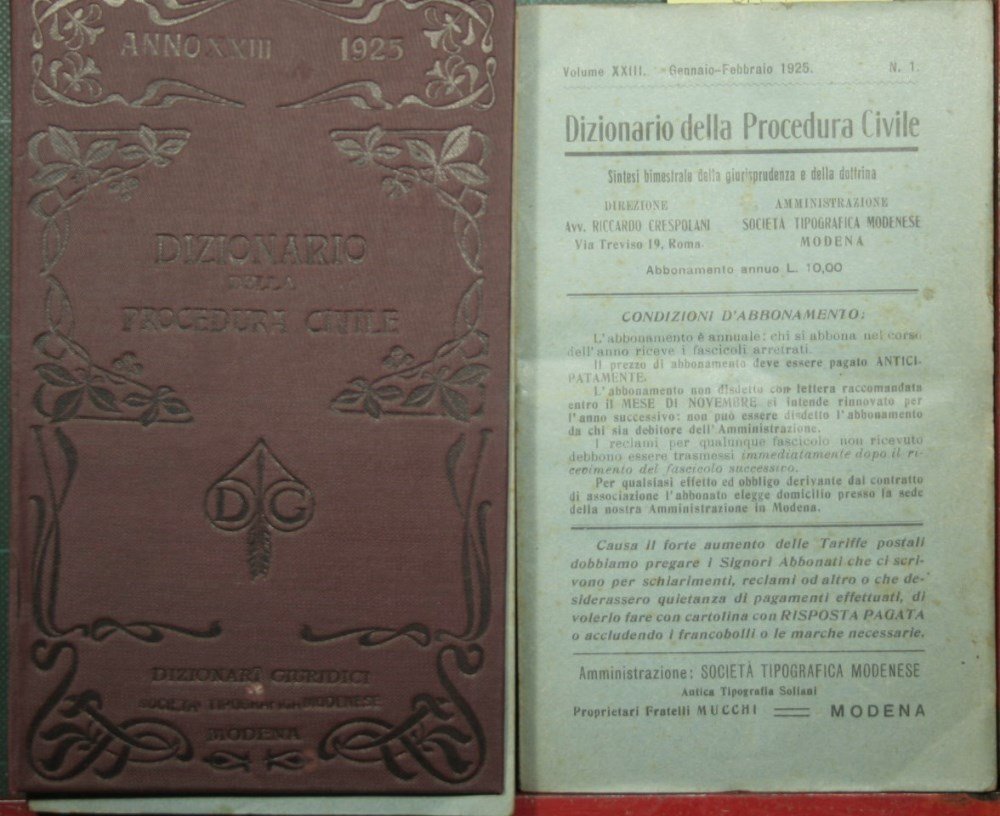 ANNO XXIII 1925
DIZIONARIO
DELLA
PROCEDURA CIVILE
D G
DIZIONARÎ GIURIDICI
SOCIETÀ TIPOGRAFICA MODENESE
MODENA
Volume XXIII. Gennaio-Febbraio 1925. N. 1.
Dizionario della Procedura Civile
Sintesi bimestrale della giurisprudenza e della dottrina
DIREZIONE
Avv. RICCARDO CRESPOLANI
Via Treviso 19, Roma
AMMINISTRAZIONE
SOCIETÀ TIPOGRAFICA MODENESE
MODENA
Abbonamento annuo L. 10,00
CONDIZIONI D'ABBONAMENTO:
L'abbonamento è annuale: chi si abbona nel corso
dell'anno riceve i fascicoli arretrati.
Il prezzo di abbonamento deve essere pagato ANTICI-
PATAMENTE.
L'abbonamento non disdetto con lettera raccomandata
entro il MESE DI NOVEMBRE si intende rinnovato per
l'anno successivo: non può essere disdetto l'abbonamento
da chi sia debitore dell'Amministrazione.
I reclami per qualunque fascicolo non ricevuto
debbono essere trasmessi immediatamente dopo il ri-
cevimento del fascicolo successivo.
Per qualsiasi effetto ed obbligo derivante dal contratto
di associazione l'abbonato elegge domicilio presso la sede
della nostra Amministrazione in Modena.
Causa il forte aumento delle Tariffe postali
dobbiamo pregare i Signori Abbonati che ci scri-
vono per schiarimenti, reclami od altro o che de-
siderassero quietanza di pagamenti effettuati, di
volerlo fare con cartolina con RISPOSTA PAGATA
o accludendo i francobolli o le marche necessarie.
Amministrazione: SOCIETÀ TIPOGRAFICA MODENESE
Antica Tipografia Soliani
Proprietari Fratelli MUCCHI MODENA